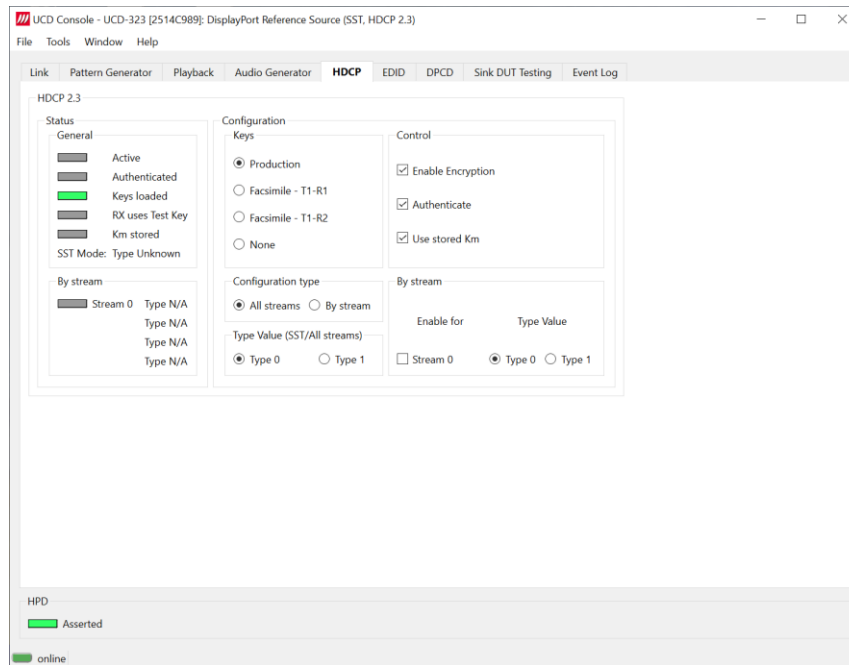 UCD Console - UCD-323 [2514C989]: DisplayPort Reference Source (SST, HDCP 2.3)
File Tools Window Help
Link Pattern Generator Playback Audio Generator HDCP EDID DPCD Sink DUT Testing Event Log
HDCP 2.3
Status
General
Active
Authenticated
Keys loaded
RX uses Test Key
Km stored
SST Mode: Type Unknown
By stream
Stream 0 Type N/A
Type N/A
Type N/A
Type N/A
Configuration
Keys
Production
Facsimile - T1-R1
Facsimile - T1-R2
None
Control
Enable Encryption
Authenticate
Use stored Km
Configuration type
All streams By stream
Type Value (SST/All streams)
Type 0 Type 1
By stream
Enable for Type Value
Stream 0 Type 0 Type 1
HPD
Asserted
online